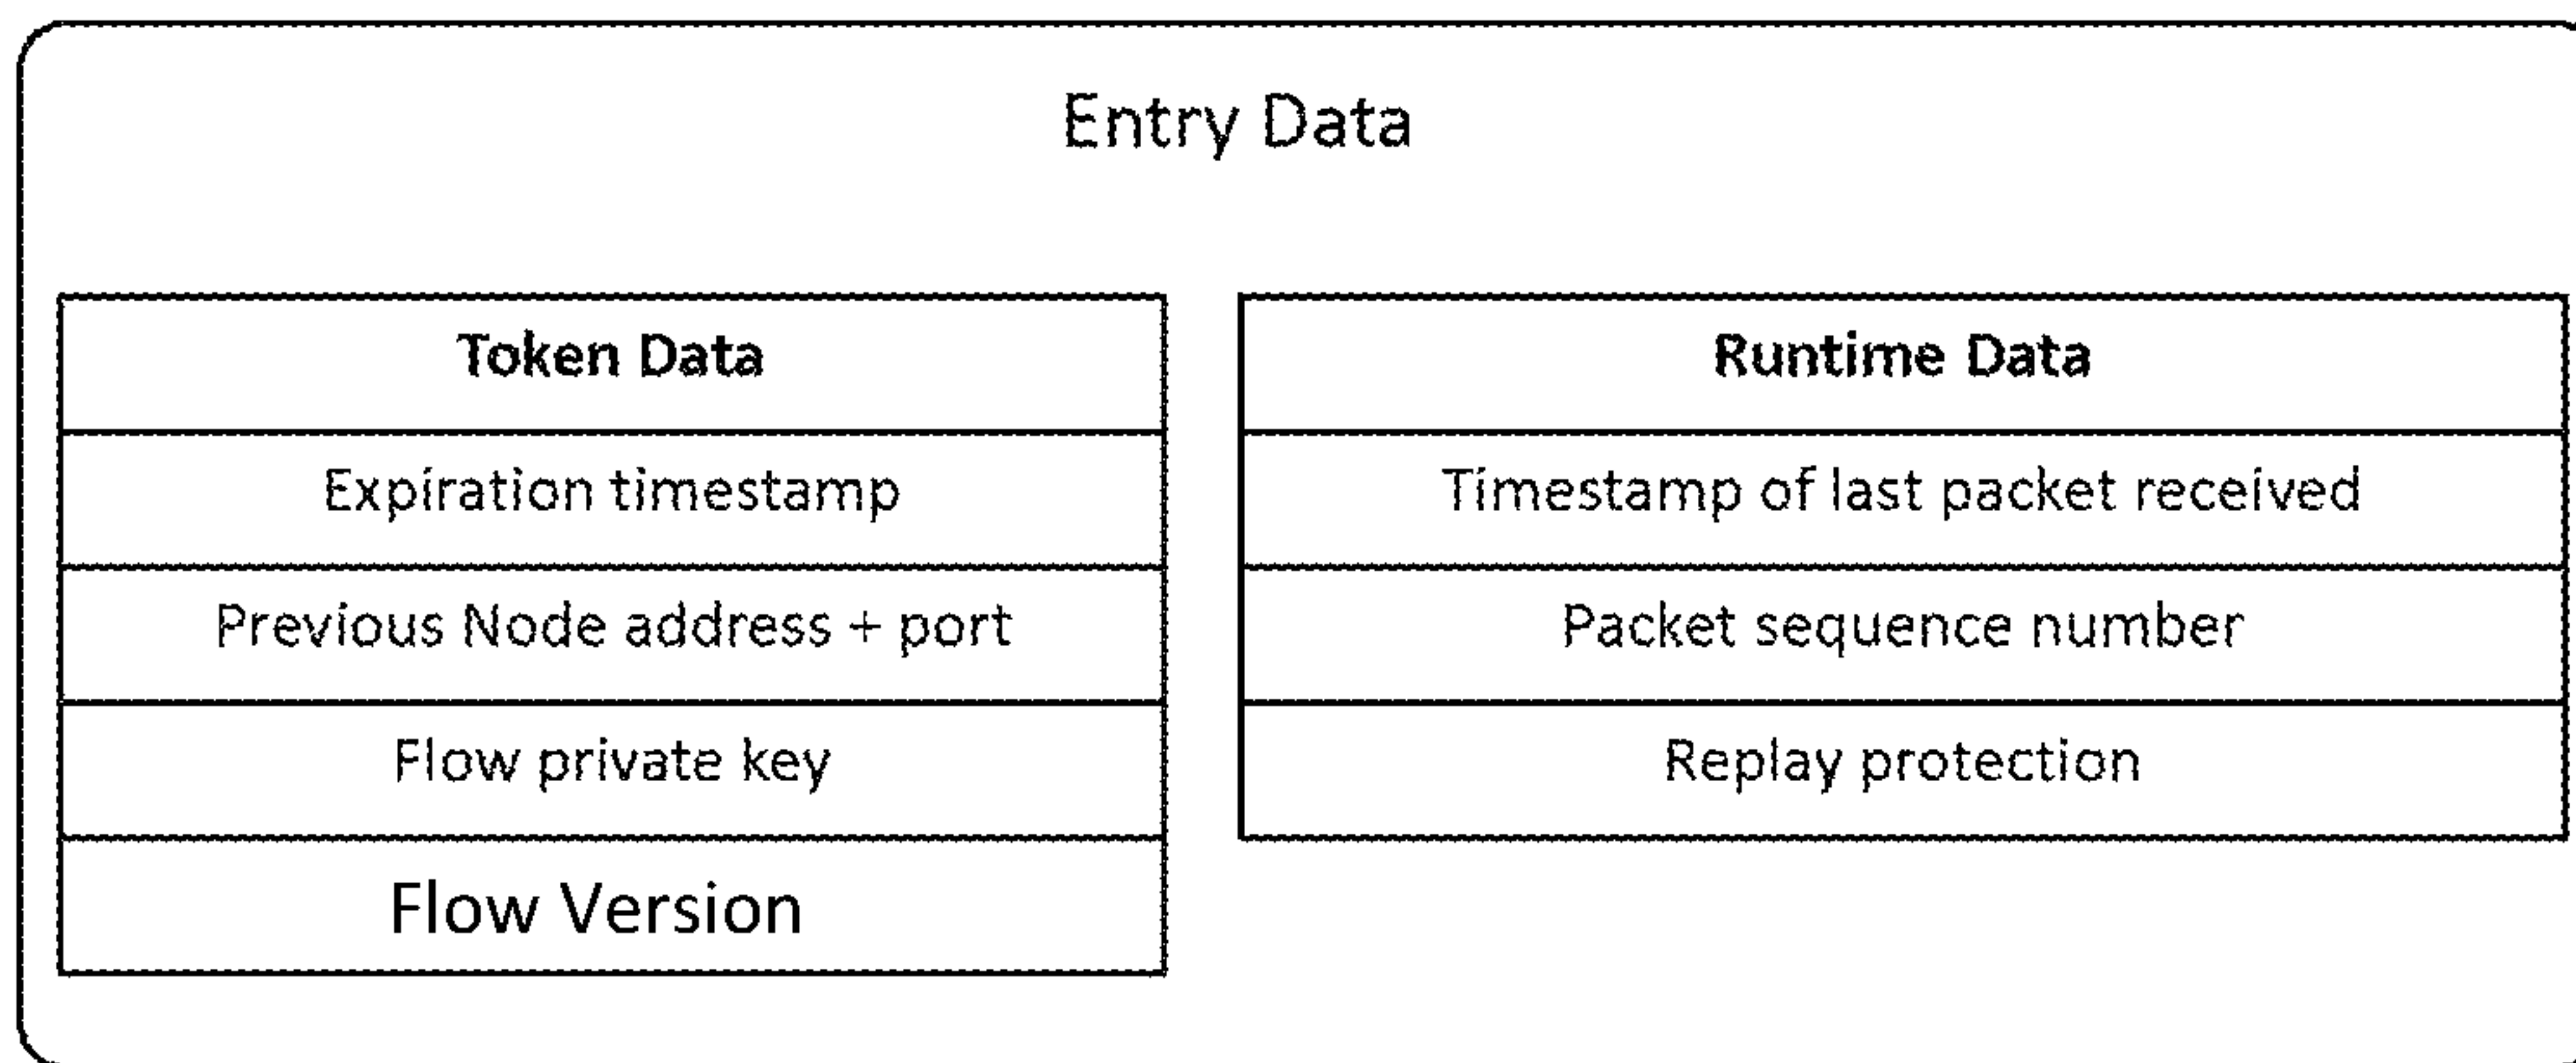 Entry Data
Token Data
Expiration timestamp
Previous Node address + port
Flow private key
Flow Version
Runtime Data
Timestamp of last packet received
Packet sequence number
Replay protection